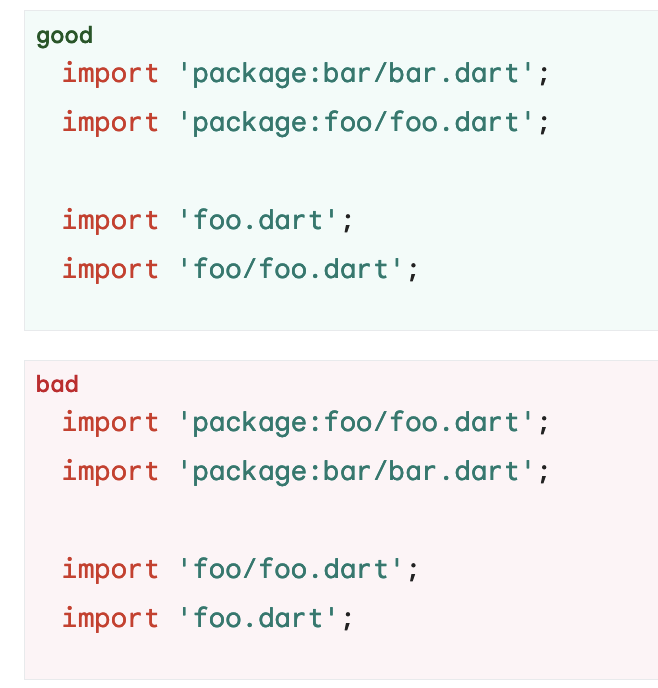 good
import 'package:bar/bar.dart';
import 'package:foo/foo.dart';
import 'foo.dart';
import 'foo/foo.dart';
bad
import 'package:foo/foo.dart';
import 'package:bar/bar.dart';
import 'foo/foo.dart';
import 'foo.dart';